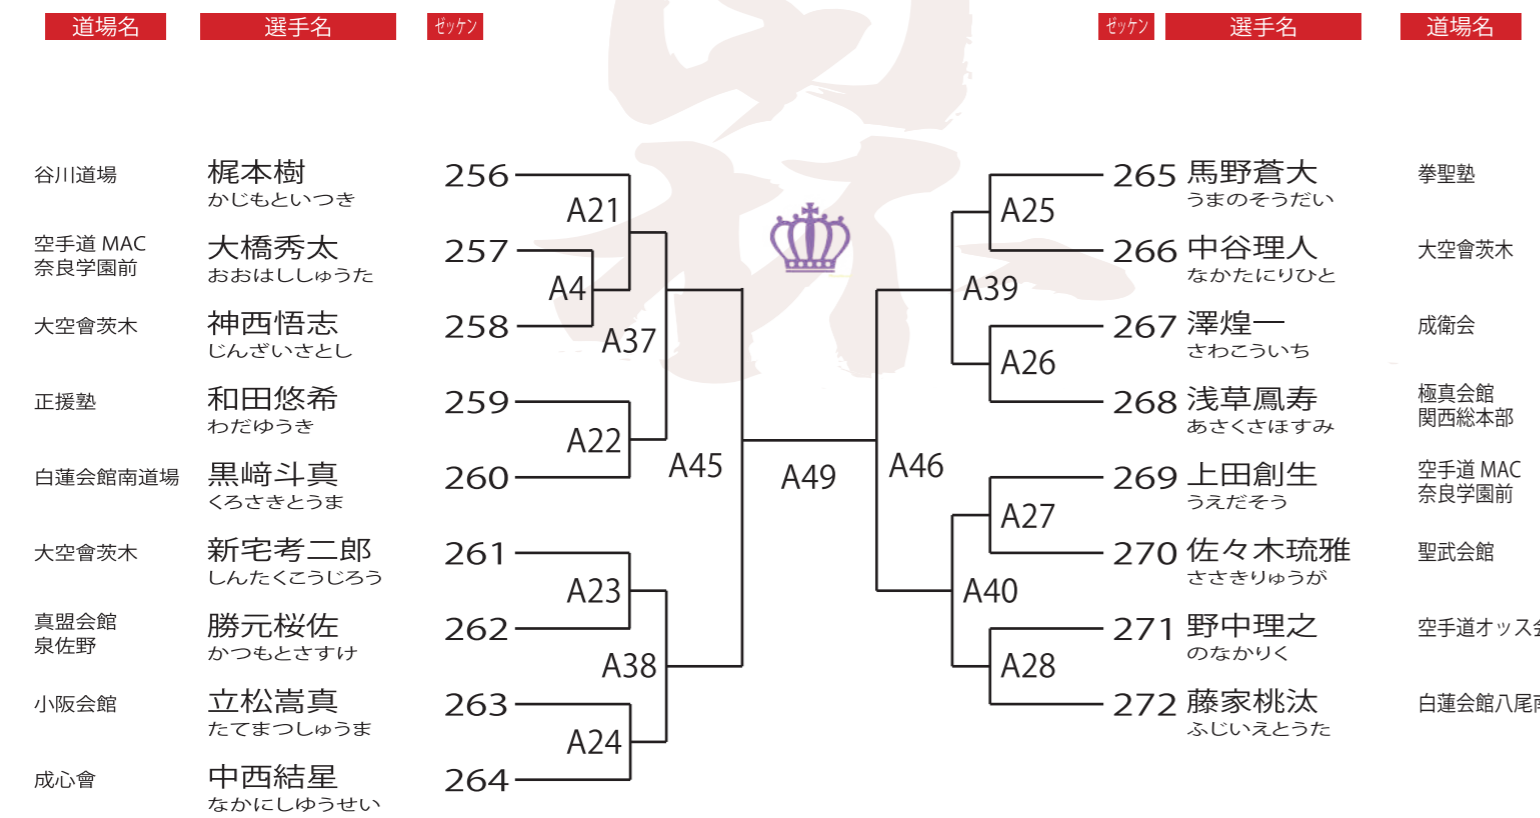 道場名 選手名 ゼッケン ゼッケン 選手名 道場名
谷川道場 梶本樹 256
かじもといつき
A21
空手道 MAC
奈良学園前
大橋秀太 257
おおはししゅうた
A4
大空會茨木 神西悟志 258
じんざいさとし
A37
正援塾 和田悠希 259
わだゆうき
A22
白蓮会館南道場 黒﨑斗真 260
くろさきとうま
A45
大空會茨木 新宅考二郎 261
しんたくこうじろう
A23
真盟会館
泉佐野
勝元桜佐 262
かつもとさすけ
A38
小阪会館 立松嵩真 263
たてまつしゅうま
A24
成心會 中西結星 264
なかにしゆうせい
A49
265 馬野蒼大 拳聖塾
うまのそうだい
A25
266 中谷理人 大空會茨木
なかたにりひと
A39
267 澤煌一 成衛会
さわこういち
A26
268 浅草鳳寿 極真会館
関西総本部
あさくさほすみ
A46
269 上田創生 空手道 MAC
奈良学園前
うえだそう
A27
270 佐々木琉雅 聖武会館
ささきりゅうが
A40
271 野中理之 空手道オッス
のなかりく
A28
272 藤家桃汰 白蓮会館八尾
ふじいえとうた